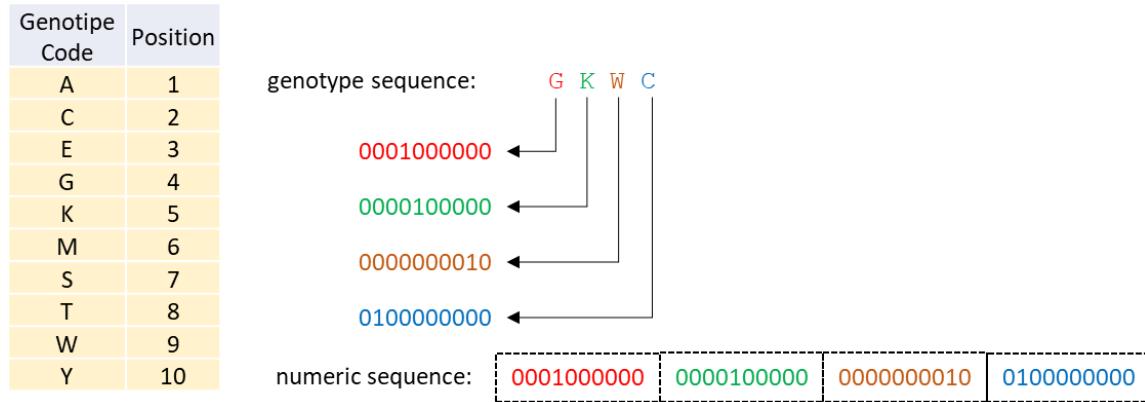 Genotipe Code Position
A 1
C 2
E 3
G 4
K 5
M 6
S 7
T 8
W 9
Y 10
genotype sequence: G K W C
0001000000
0000100000
0000000010
0100000000
numeric sequence: 0001000000 0000100000 0000000010 0100000000